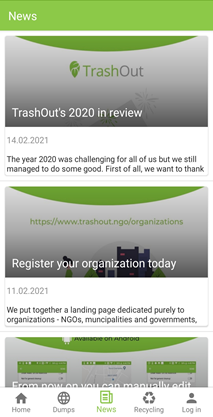 News
TrashOut
TrashOut's 2020 in review
14.02.2021
The year 2020 was challenging for all of us but we still
managed to do some good. First of all, we want to thank
https://www.trashout.ngo/organizations
Register your organization today
11.02.2021
We put together a landing page dedicated purely to
organizations - NGOs, muncipalities and governments,
Available on Android
From now on you can manually edit
Home Dumps News Recycling Log in